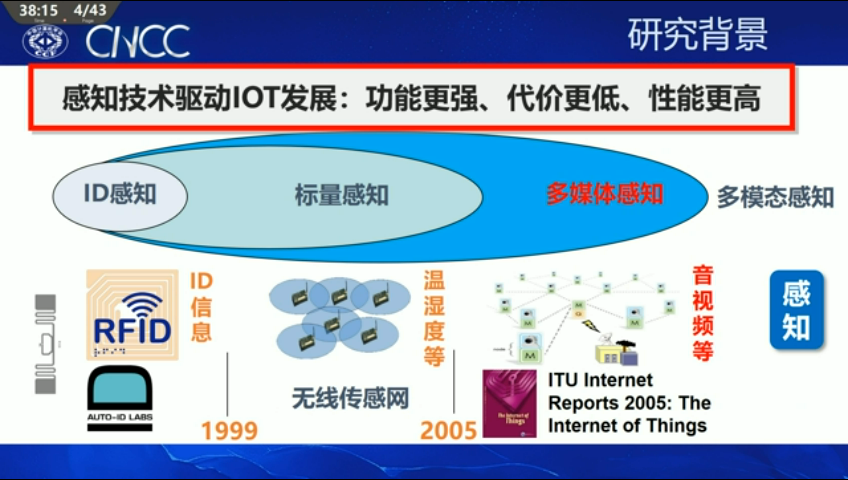 38:15 4/43
Time Page
CCF
CNCC
研究背景
感知技术驱动IOT发展：功能更强、代价更低、性能更高
ID感知
标量感知
多媒体感知
多模态感知
RFID
ID信息
温湿度等
音视频等
感知
AUTO-ID LABS
无线传感网
1999
2005
The Internet of
Things
ITU Internet
Reports 2005: The
Internet of Things